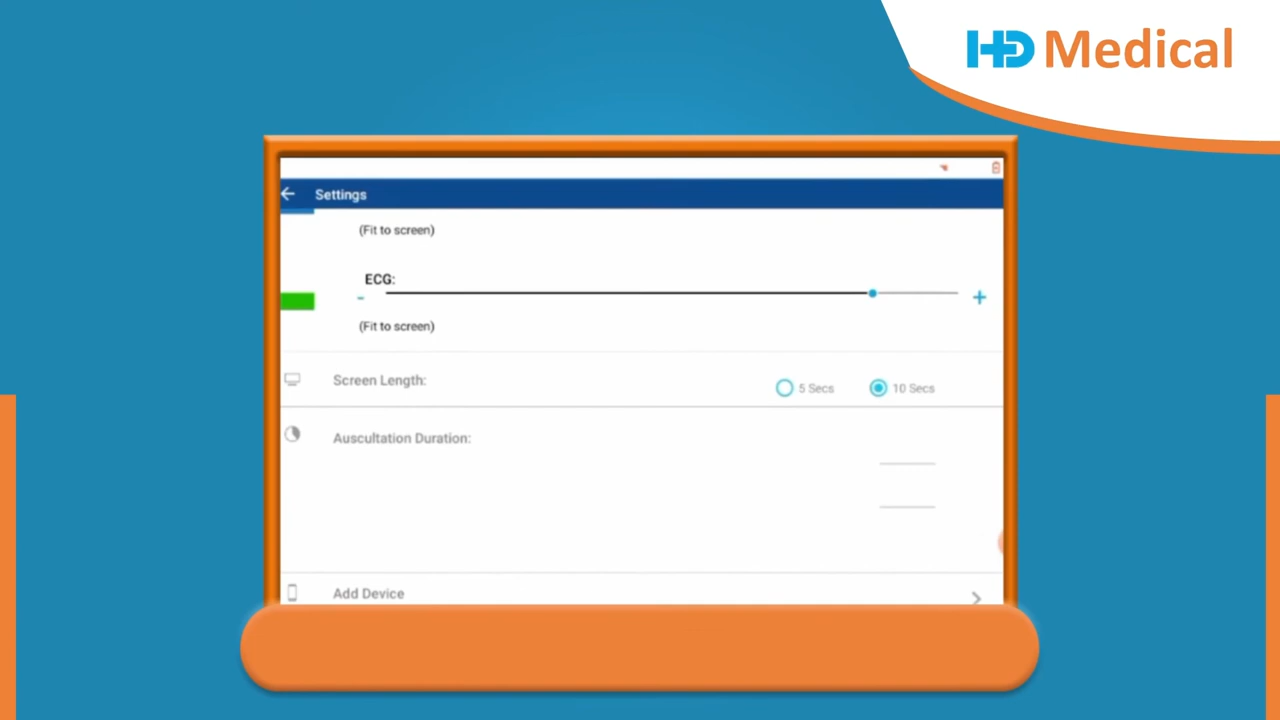 HD Medical
Settings
(Fit to screen)
ECG:
- +
(Fit to screen)
Screen Length:
5 Secs 10 Secs
Auscultation Duration:
Add Device